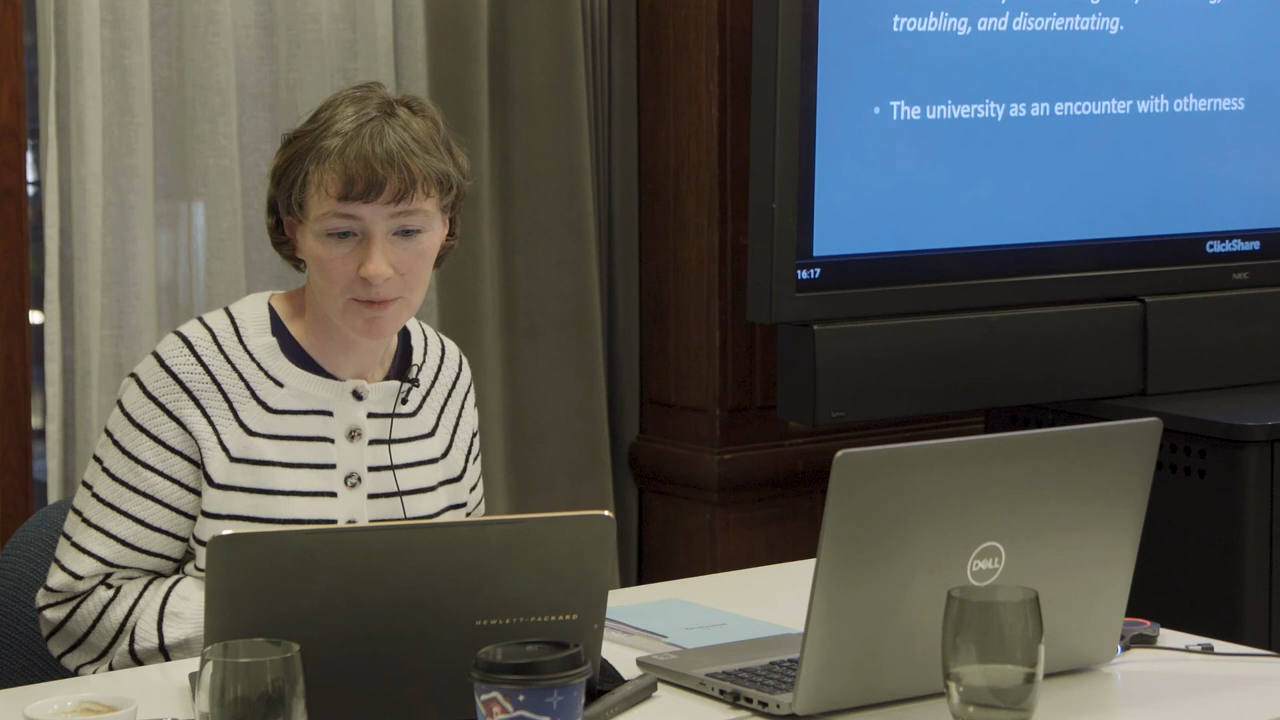 troubling, and disorientating.
• The university as an encounter with otherness
ClickShare
16:17
NEC
HEWLETT-PACKARD
DELL